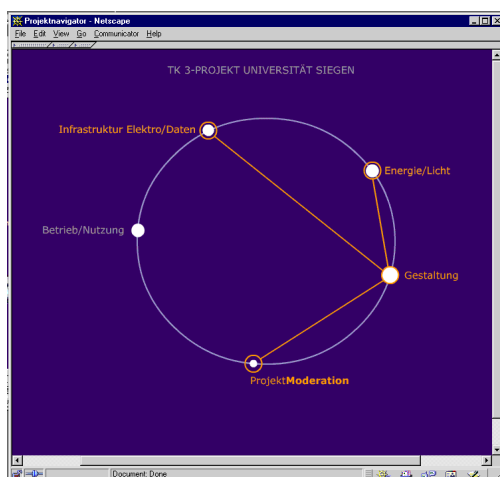 Projektnavigator - Netscape
File Edit View Go Communicator Help
TK 3-PROJEKT UNIVERSITÄT SIEGEN
Infrastruktur Elektro/Daten
Energie/Licht
Betrieb/Nutzung
Gestaltung
ProjektModeration
Document: Done